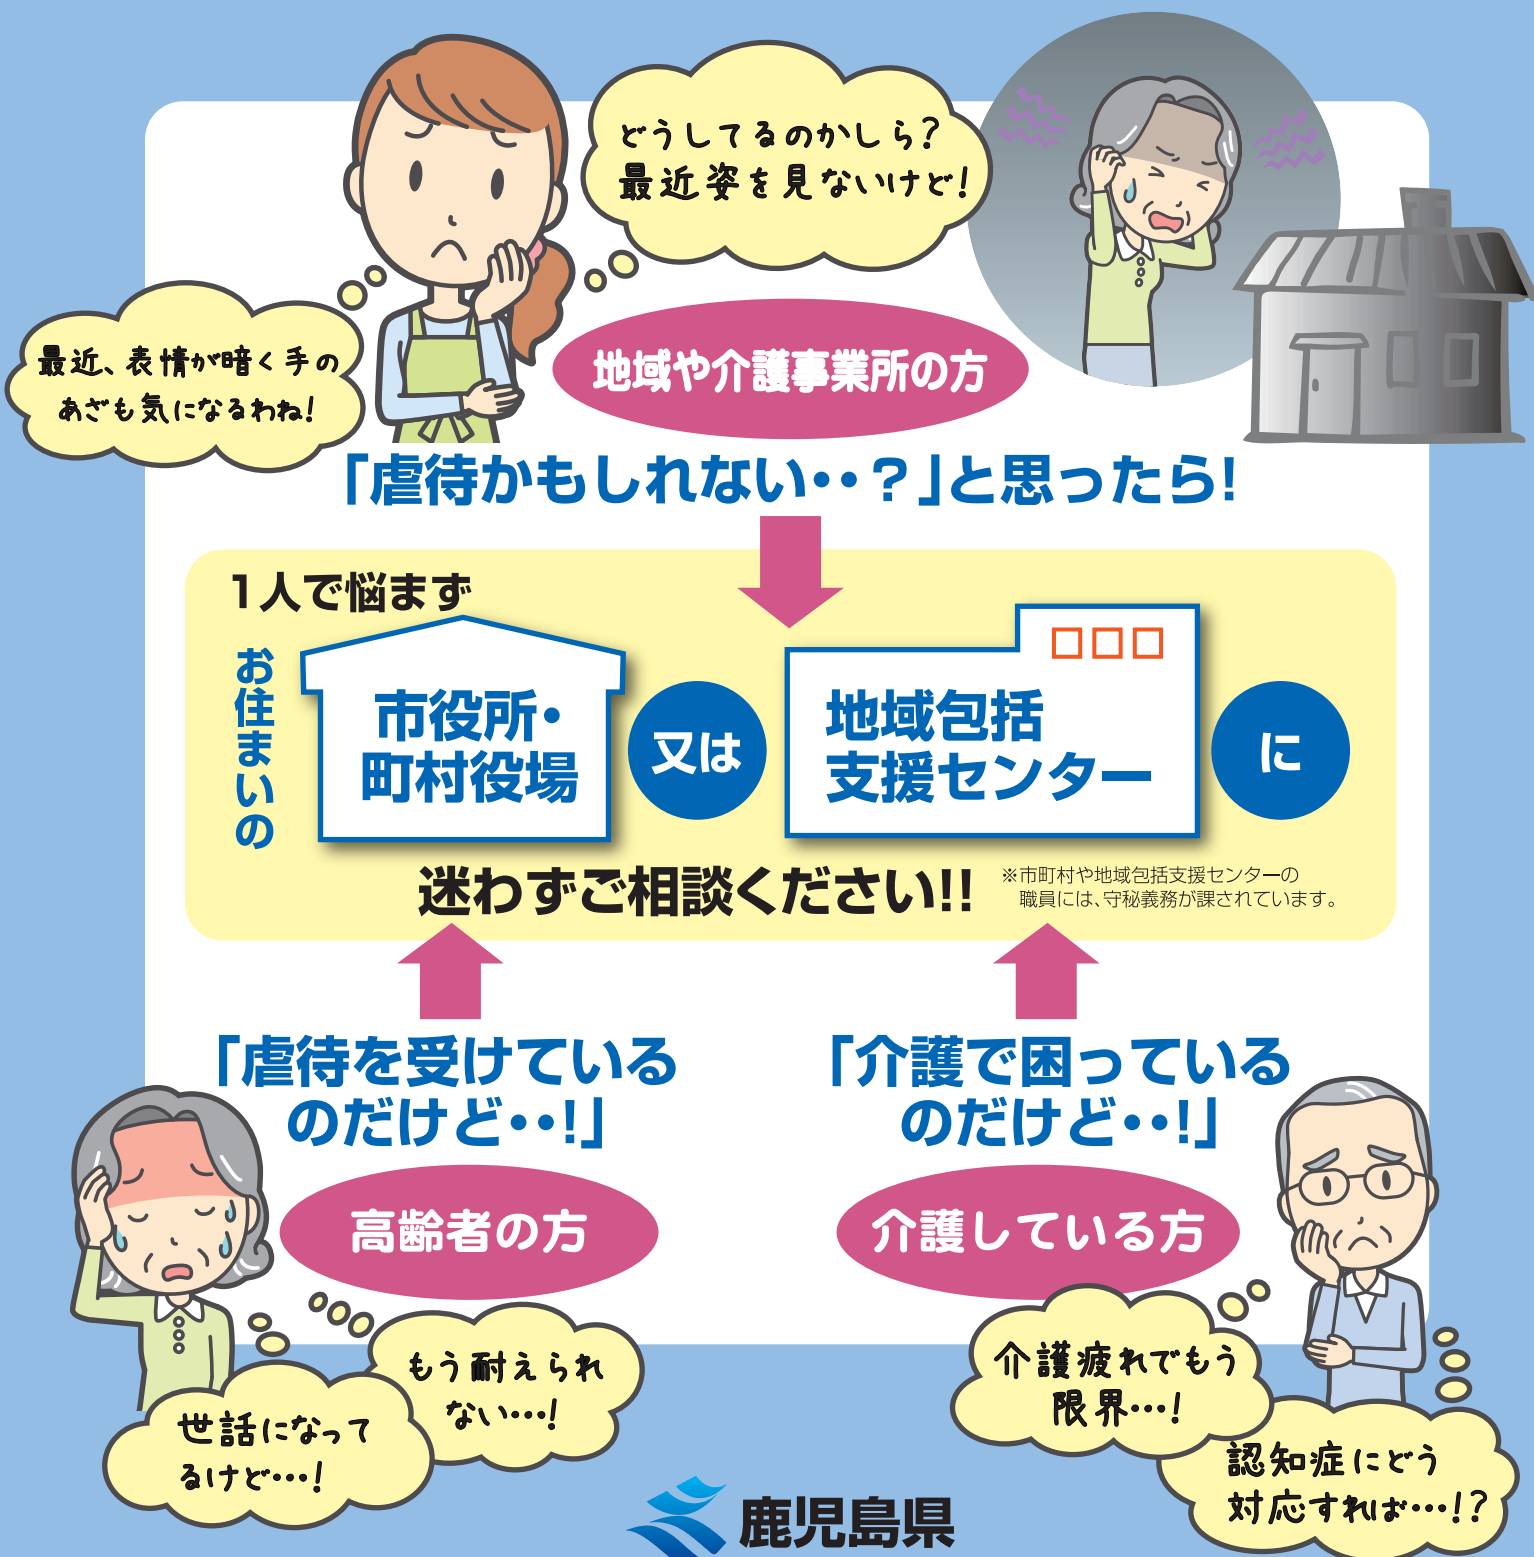 どうしてるのかしら?
最近姿を見ないけど!
最近、表情が暗く手の
あざも気になるわね!
地域や介護事業所の方
「虐待かもしれない・・?」と思ったら!
1人で悩まず
お住まいの
市役所・
町村役場
又は
地域包括
支援センター
に
迷わずご相談ください!!
※市町村や地域包括支援センターの
職員には、守秘義務が課されています。
「虐待を受けている
のだけど・・!」
高齢者の方
もう耐えられ
ない…!
世話になって
るけど…!
「介護で困っている
のだけど・・!」
介護している方
介護疲れでもう
限界…!
認知症にどう
対応すれば…!?
鹿児島県